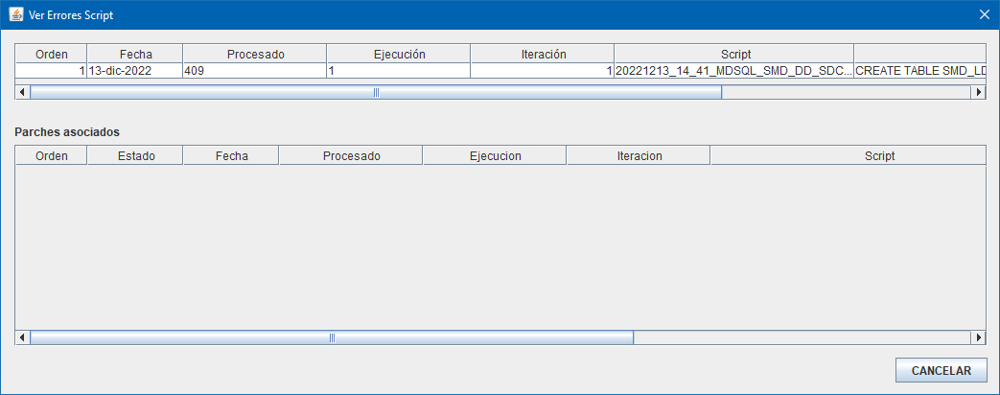 Ver Errores Script
Orden Fecha Procesado Ejecución Iteración Script
1 13-dic-2022 409 1 1 20221213_14_41_MDSQL_SMD_DD_SDC... CREATE TABLE SMD_LD
Parches asociados
Orden Estado Fecha Procesado Ejecucion Iteracion Script
CANCELAR